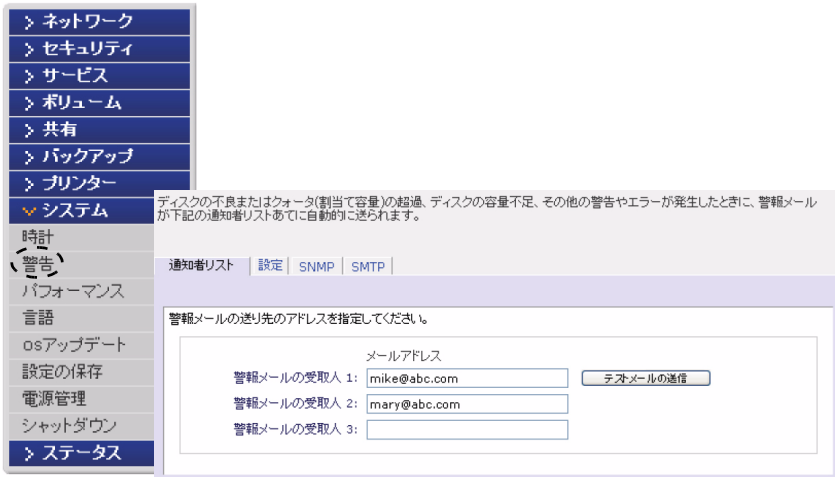 > ネットワーク
> セキュリティ
> サービス
> ボリューム
> 共有
> バックアップ
> プリンター
システム
時計
警告
パフォーマンス
言語
osアップデート
設定の保存
電源管理
シャットダウン
> ステータス
ディスクの不良またはクォータ(割当て容量)の超過、ディスクの容量不足、その他の警告やエラーが発生したときに、警報メール
が下記の通知者リストあてに自動的に送られます。
通知者リスト | 設定 | SNMP | SMTP |
警報メールの送り先のアドレスを指定してください。
メールアドレス
警報メールの受取人 1: mike@abc.com テストメールの送信
警報メールの受取人 2: mary@abc.com
警報メールの受取人 3: